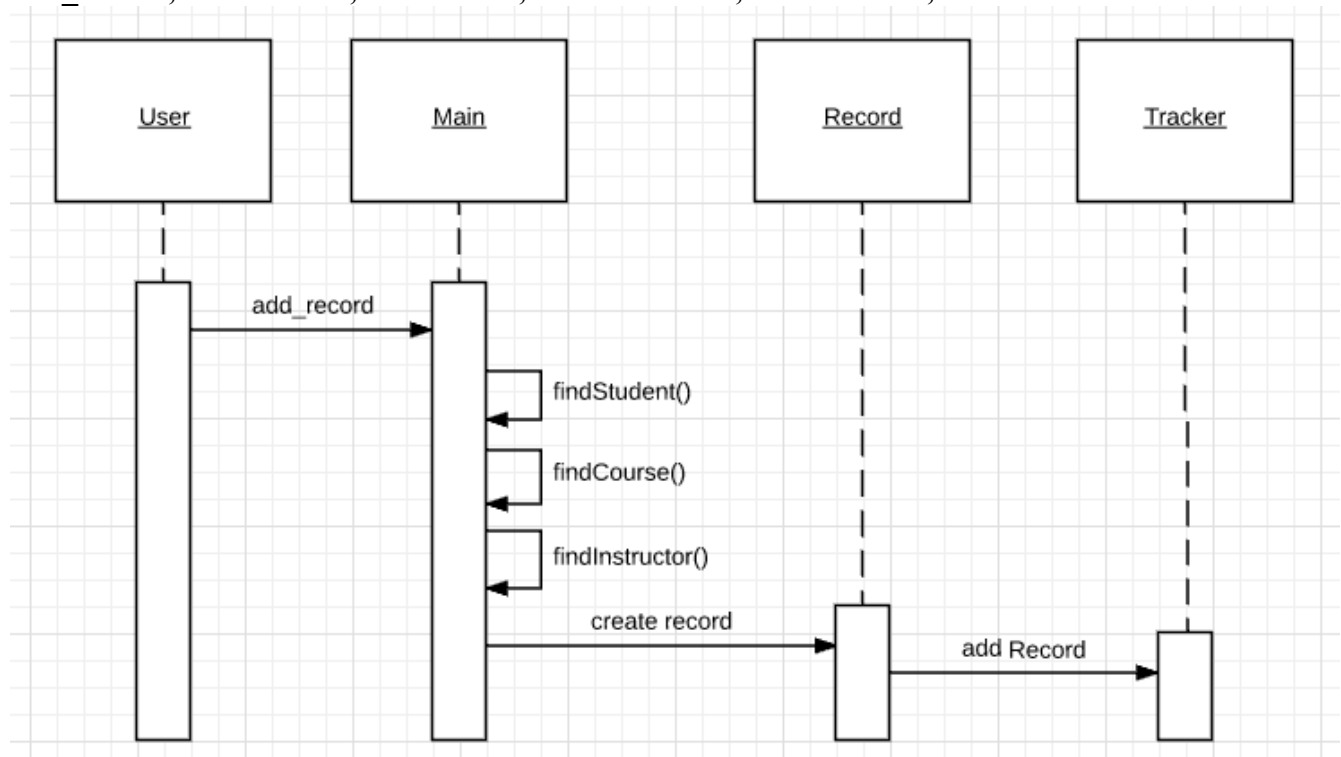 User
Main
Record
Tracker
add_record
findStudent()
findCourse()
findInstructor()
create record
add Record